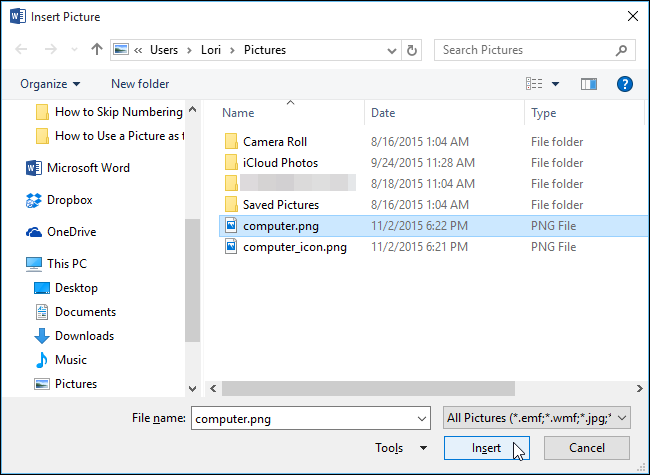 Insert Picture
« Users > Lori > Pictures
Search Pictures
Organize
New folder
?
How to Skip Numbering
How to Use a Picture as t
Microsoft Word
Dropbox
OneDrive
This PC
Desktop
Documents
Downloads
Music
Pictures
Name Date Type
Camera Roll 8/16/2015 1:04 AM File folder
iCloud Photos 9/24/2015 11:28 AM File folder
8/18/2015 11:04 AM File folder
Saved Pictures 8/16/2015 1:04 AM File folder
computer.png 11/2/2015 6:22 PM PNG File
computer_icon.png 11/2/2015 6:21 PM PNG File
File name: computer.png All Pictures (*.emf;*.wmf;*.jpg;*
Tools Insert Cancel